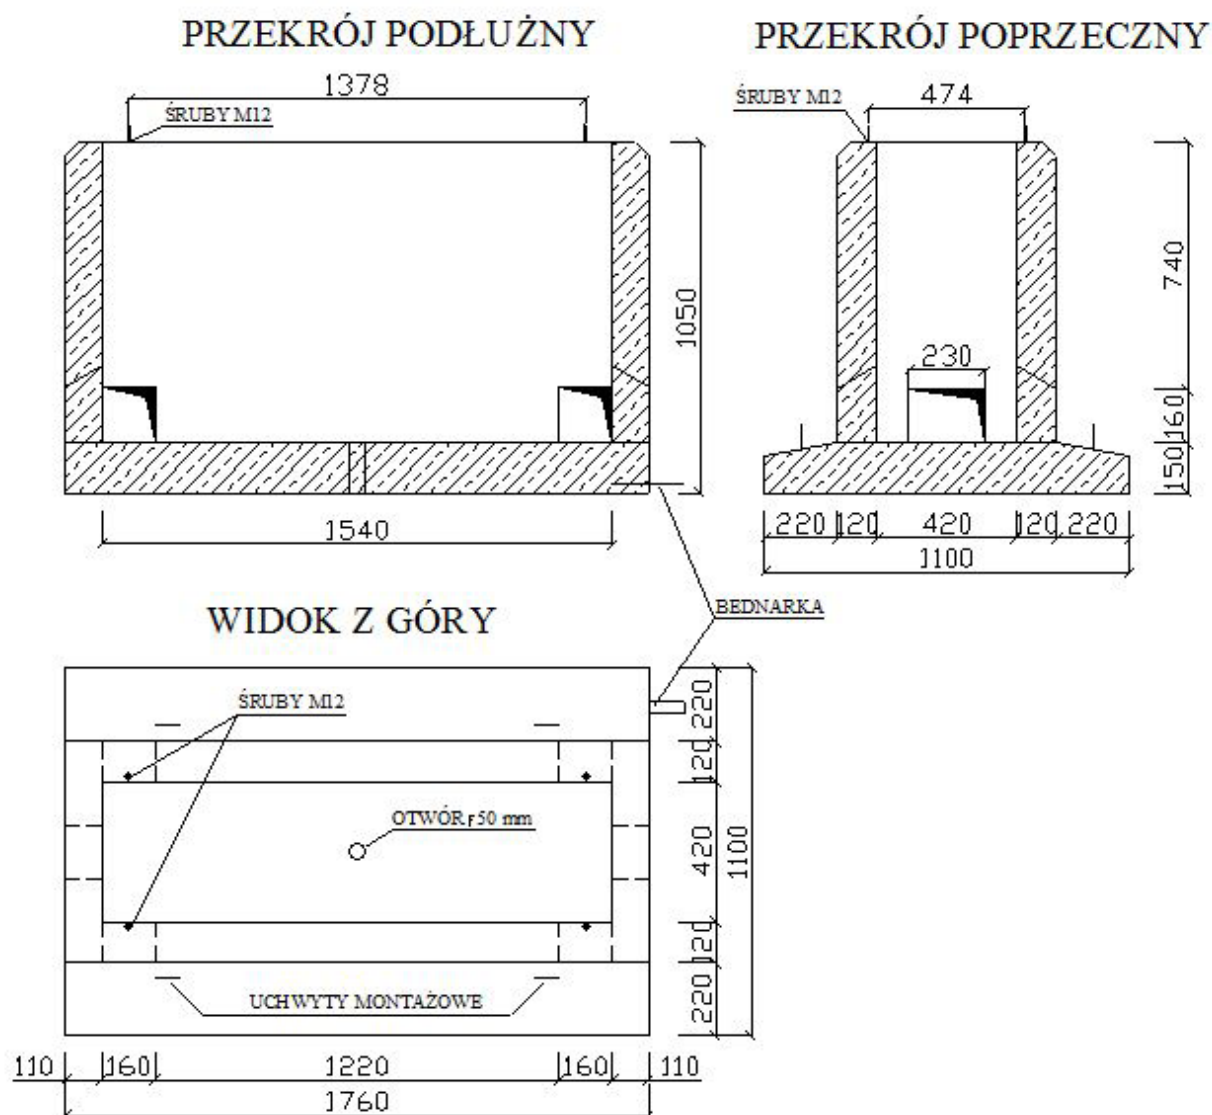 PRZEKRÓJ PODŁUŻNY
PRZEKRÓJ POPRZECZNY
1378
ŚRUBY M12
ŚRUBY M12
474
1050
740
230
160
150
1540
220 120 420 120 220
1100
BEDNARKA
WIDOK Z GÓRY
ŚRUBY M12
OTWÓR ┏ 50 mm
220
120
420
120
220
1100
UCHWYTY MONTAŻOWE
110 160 1220 160 110
1760